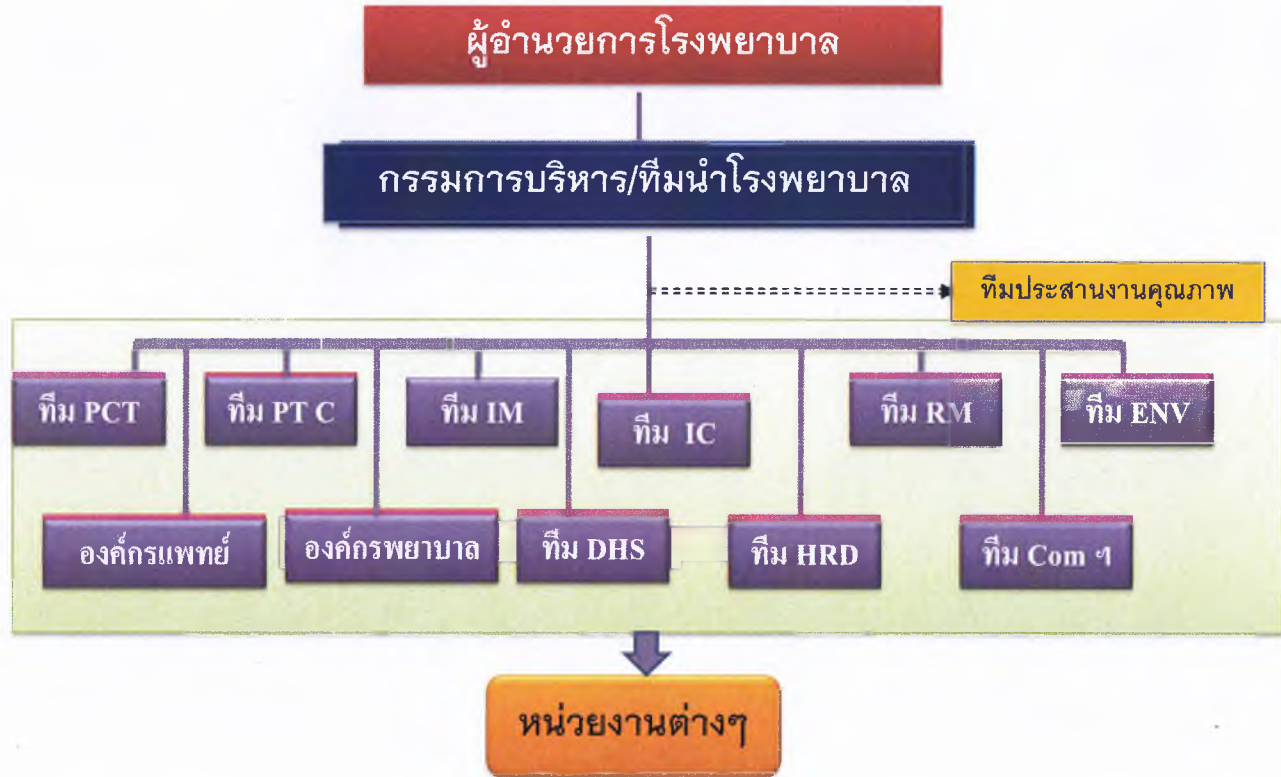 ผู้อำนวยการโรงพยาบาล
กรรมการบริหาร/ทีมนำโรงพยาบาล
ทีมประสานงานคุณภาพ
ทีม PCT
ทีม PT C
ทีม IM
ทีม IC
ทีม RM
ทีม ENV
องค์กรแพทย์
องค์กรพยาบาล
ทีม DHS
ทีม HRD
ทีม Com ฯ
หน่วยงานต่างๆ